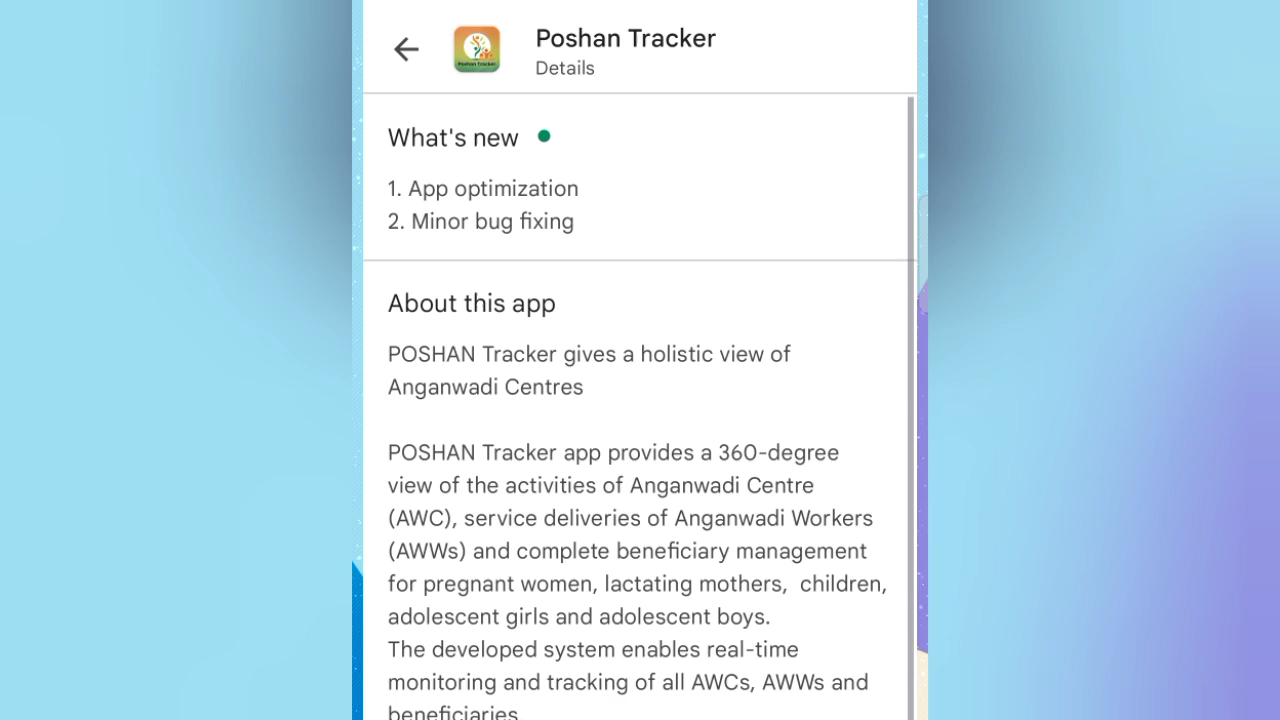 Poshan Tracker
Poshan Tracker
Details
What's new
1. App optimization
2. Minor bug fixing
About this app
POSHAN Tracker gives a holistic view of
Anganwadi Centres
POSHAN Tracker app provides a 360-degree
view of the activities of Anganwadi Centre
(AWC), service deliveries of Anganwadi Workers
(AWWs) and complete beneficiary management
for pregnant women, lactating mothers,  children,
adolescent girls and adolescent boys.
The developed system enables real-time
monitoring and tracking of all AWCs, AWWs and
beneficiaries.